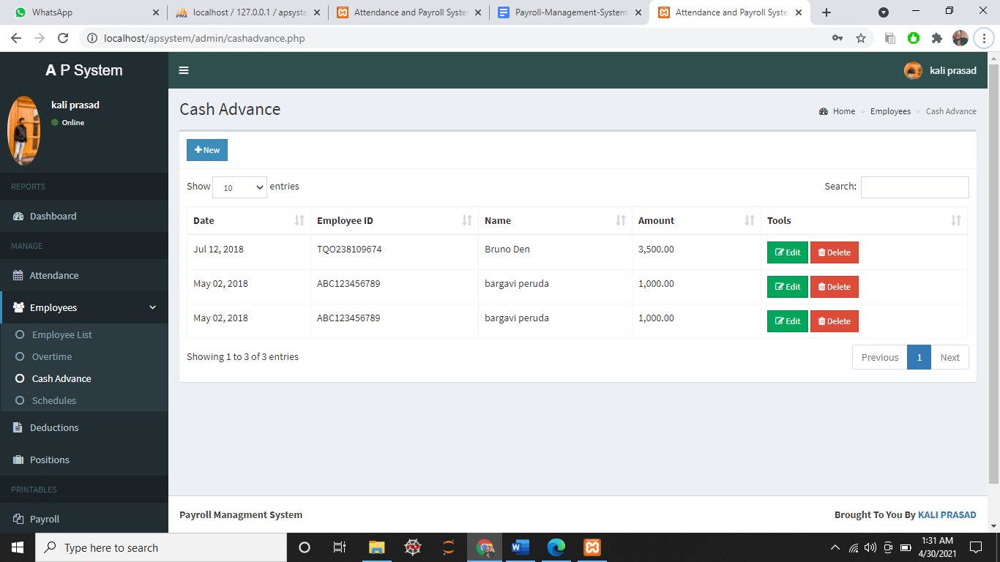 WhatsApp
localhost / 127.0.0.1 / apsyste
Attendance and Payroll Syste
Payroll-Management-System
Attendance and Payroll Syste
localhost/apsystem/admin/cashadvance.php
A P System
kali prasad
kali prasad
Online
Cash Advance
Home > Employees > Cash Advance
New
REPORTS
Show 10 entries
Search:
Dashboard
Date Employee ID Name Amount Tools
MANAGE
Jul 12, 2018 TQO238109674 Bruno Den 3,500.00 Edit Delete
Attendance
May 02, 2018 ABC123456789 bargavi peruda 1,000.00 Edit Delete
Employees
May 02, 2018 ABC123456789 bargavi peruda 1,000.00 Edit Delete
Employee List
Overtime
Showing 1 to 3 of 3 entries
Previous 1 Next
Cash Advance
Schedules
Deductions
Positions
PRINTABLES
Payroll
Payroll Managment System
Brought To You By KALI PRASAD
Type here to search
1:31 AM
4/30/2021